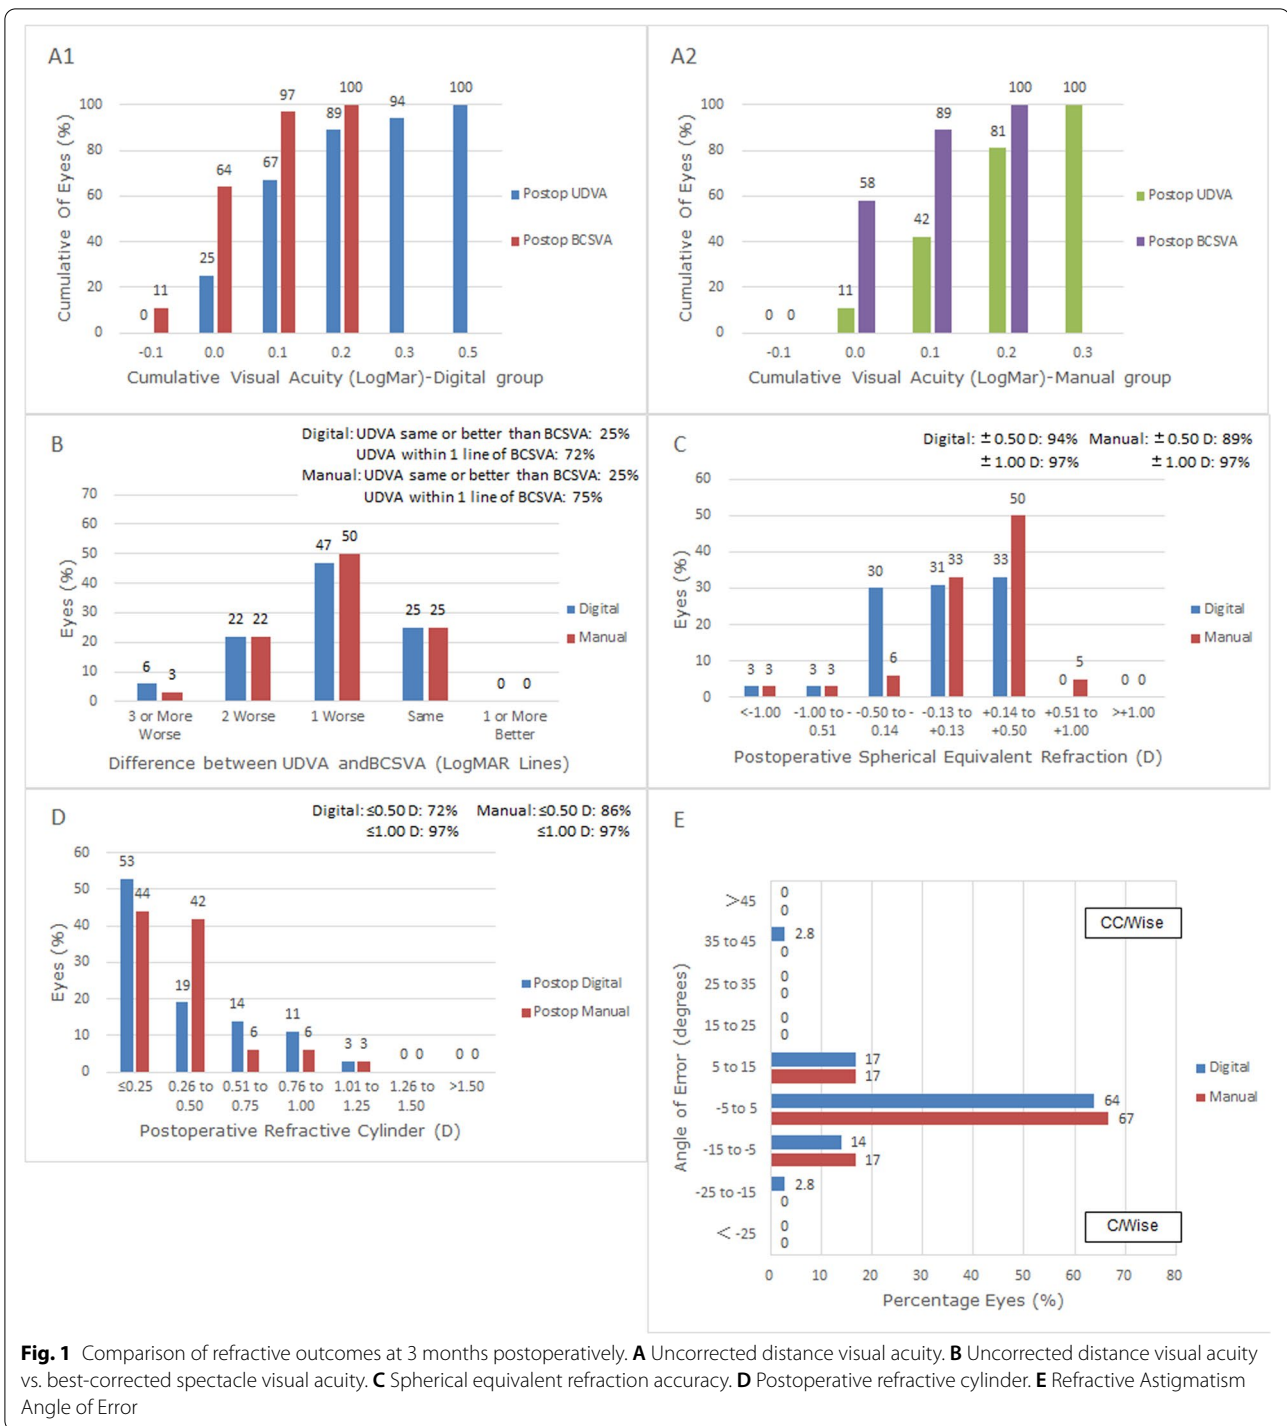 A1
100
97
100
94
89
67
64
25
11
0
100
80
60
40
20
0
Cumulative Of Eyes (%)
-0.1 0.0 0.1 0.2 0.3 0.5
Cumulative Visual Acuity (LogMar)-Digital group
Postop UDVA
Postop BCSVA
A2
100 100
89
81
58
42
11
0 0
100
80
60
40
20
0
Cumulative Of Eyes (%)
-0.1 0.0 0.1 0.2 0.3
Cumulative Visual Acuity (LogMar)-Manual group
Postop UDVA
Postop BCSVA
B
Digital: UDVA same or better than BCSVA: 25%
UDVA within 1 line of BCSVA: 72%
Manual: UDVA same or better than BCSVA: 25%
UDVA within 1 line of BCSVA: 75%
70
60
50
40
30
20
10
0
Eyes (%)
6 3 22 22 47 50 25 25 0 0
3 or More Worse
2 Worse
1 Worse
Same
1 or More Better
Difference between UDVA andBCSVA (LogMAR Lines)
Digital
Manual
C
Digital: ± 0.50 D: 94% Manual: ± 0.50 D: 89%
± 1.00 D: 97% ± 1.00 D: 97%
60
50
40
30
20
10
0
Eyes (%)
3 3 3 3 30 6 31 33 33 50 0 5 0 0
<-1.00
-1.00 to -0.51
-0.50 to -0.14
-0.13 to +0.13
+0.14 to +0.50
+0.51 to +1.00
>+1.00
Postoperative Spherical Equivalent Refraction (D)
Digital
Manual
D
Digital: ≤0.50 D: 72% Manual: ≤0.50 D: 86%
≤1.00 D: 97% ≤1.00 D: 97%
60
50
40
30
20
10
0
Eyes (%)
53 44 19 42 14 6 11 6 3 3 0 0 0 0
≤0.25
0.26 to 0.50
0.51 to 0.75
0.76 to 1.00
1.01 to 1.25
1.26 to 1.50
>1.50
Postoperative Refractive Cylinder (D)
Postop Digital
Postop Manual
E
Angle of Error (degrees)
>45 0 0
35 to 45 2.8 0
25 to 35 0 0
15 to 25 0 0
5 to 15 17 17
-5 to 5 64 67
-15 to -5 14 17
-25 to -15 2.8 0
< -25 0 0
CC/Wise
C/Wise
Digital
Manual
0 10 20 30 40 50 60 70 80
Percentage Eyes (%)
Fig. 1 Comparison of refractive outcomes at 3 months postoperatively. A Uncorrected distance visual acuity. B Uncorrected distance visual acuity
vs. best-corrected spectacle visual acuity. C Spherical equivalent refraction accuracy. D Postoperative refractive cylinder. E Refractive Astigmatism
Angle of Error